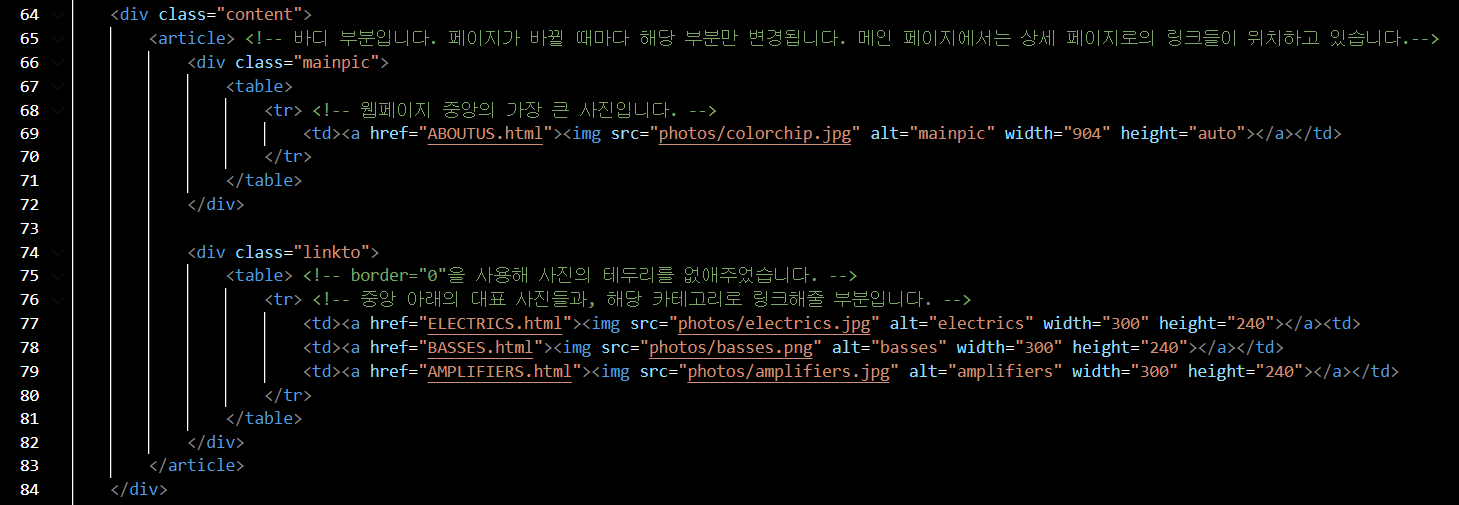 64 <div class="content">
65 <article> <!-- 바디 부분입니다. 페이지가 바뀔 때마다 해당 부분만 변경됩니다. 메인 페이지에서는 상세 페이지로의 링크들이 위치하고 있습니다.-->
66 <div class="mainpic">
67 <table>
68 <tr> <!-- 웹페이지 중앙의 가장 큰 사진입니다. -->
69 <td><a href="ABOUTUS.html"><img src="photos/colorchip.jpg" alt="mainpic" width="904" height="auto"></a></td>
70 </tr>
71 </table>
72 </div>
73
74 <div class="linkto">
75 <table> <!-- border="0"을 사용해 사진의 테두리를 없애주었습니다. -->
76 <tr> <!-- 중앙 아래의 대표 사진들과, 해당 카테고리로 링크해줄 부분입니다. -->
77 <td><a href="ELECTRICS.html"><img src="photos/electrics.jpg" alt="electrics" width="300" height="240"></a><td>
78 <td><a href="BASSES.html"><img src="photos/basses.png" alt="basses" width="300" height="240"></a></td>
79 <td><a href="AMPLIFIERS.html"><img src="photos/amplifiers.jpg" alt="amplifiers" width="300" height="240"></a></td>
80 </tr>
81 </table>
82 </div>
83 </article>
84 </div>